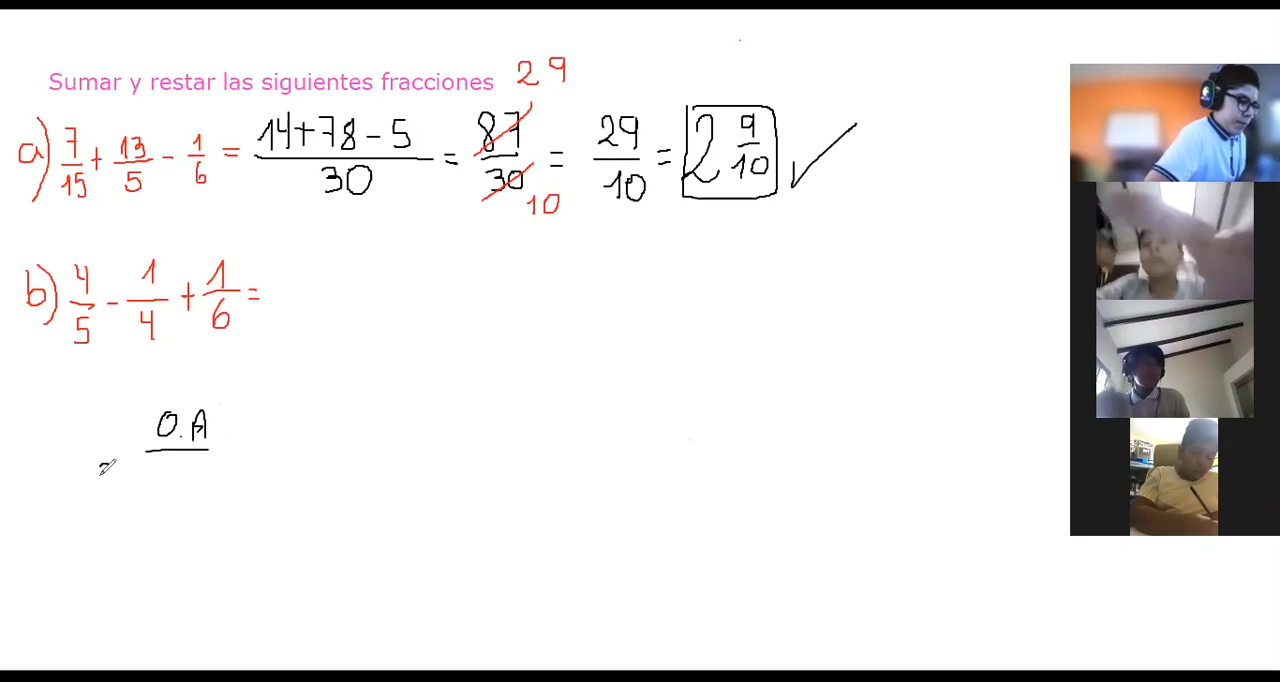 Sumar y restar las siguientes fracciones
a) 7/15 + 13/5 - 1/6 = (14+78-5)/30 = 87/30 29 10 = 29/10 = 2 9/10
b) 4/5 - 1/4 + 1/6 =
O.A